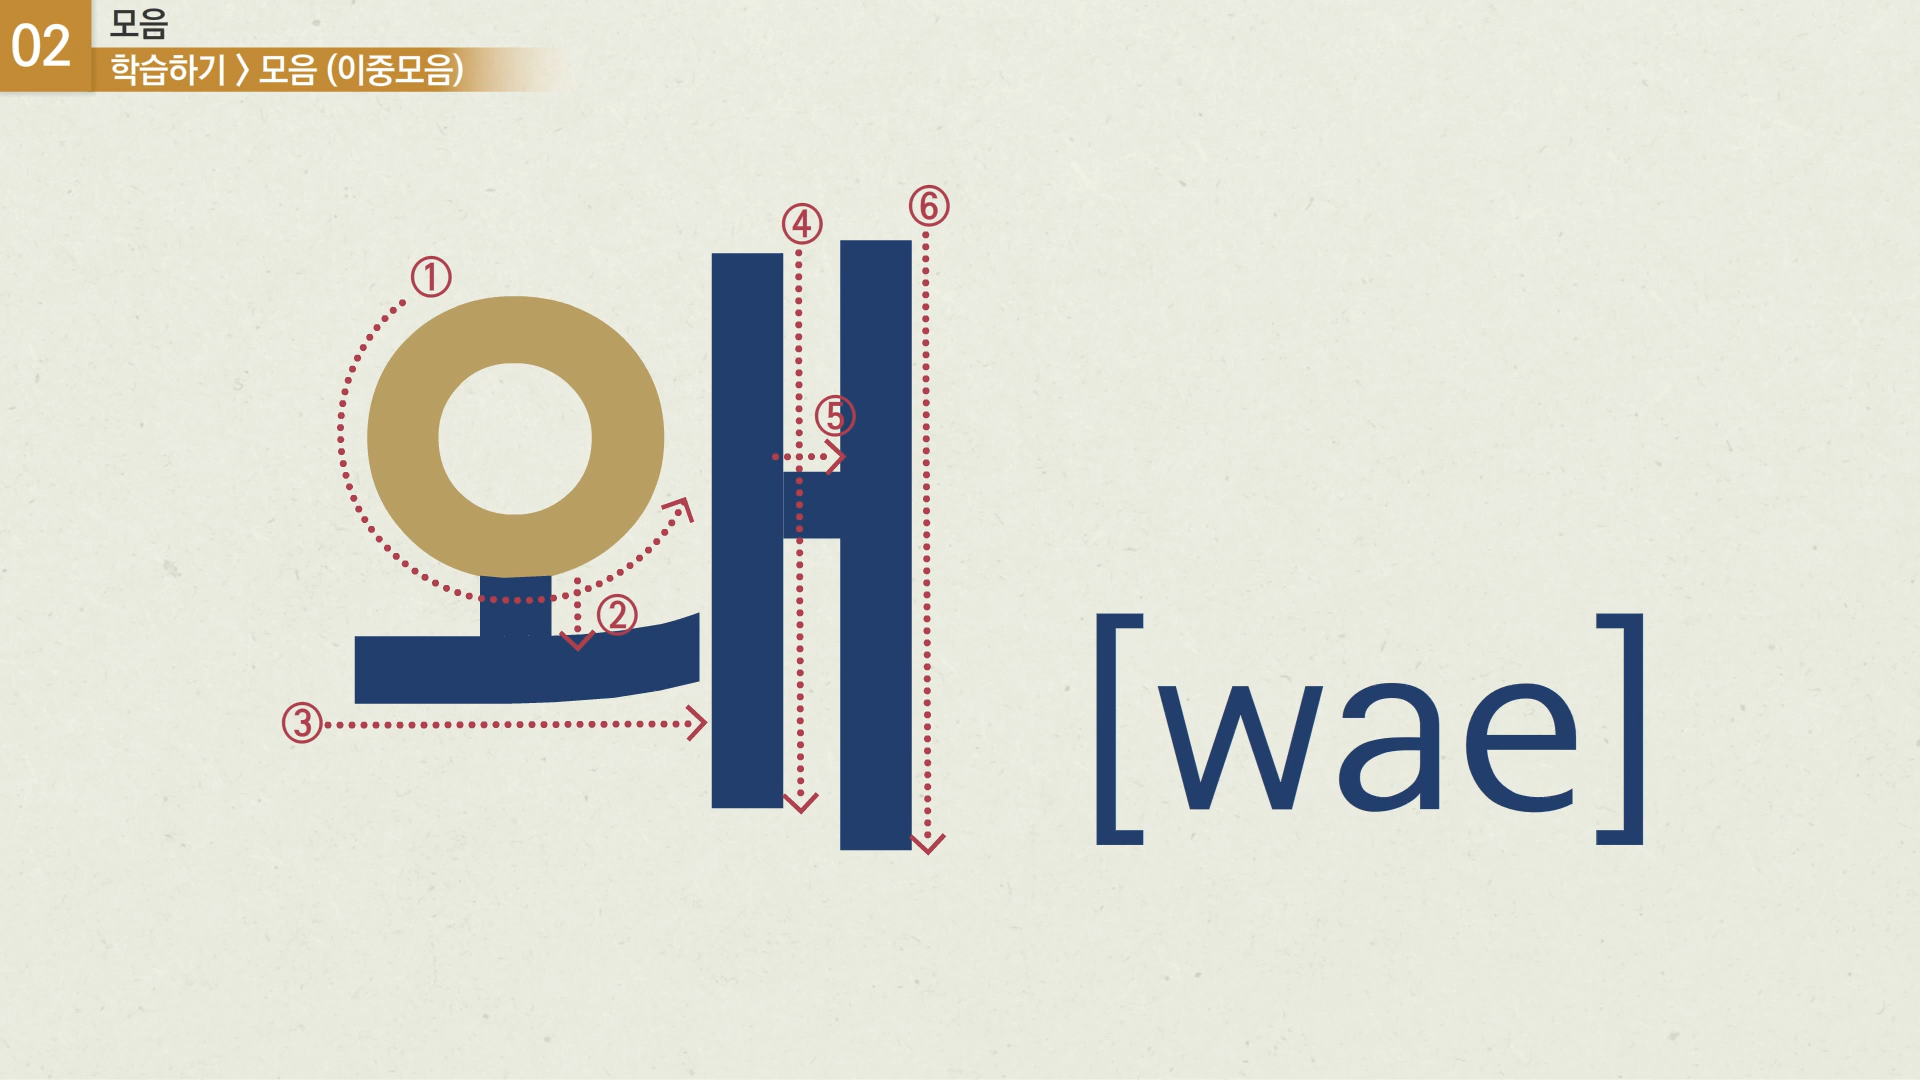 02
모음
학습하기 > 모음 (이중모음)
왜
① ② ③ ④ ⑤ ⑥
[wae]